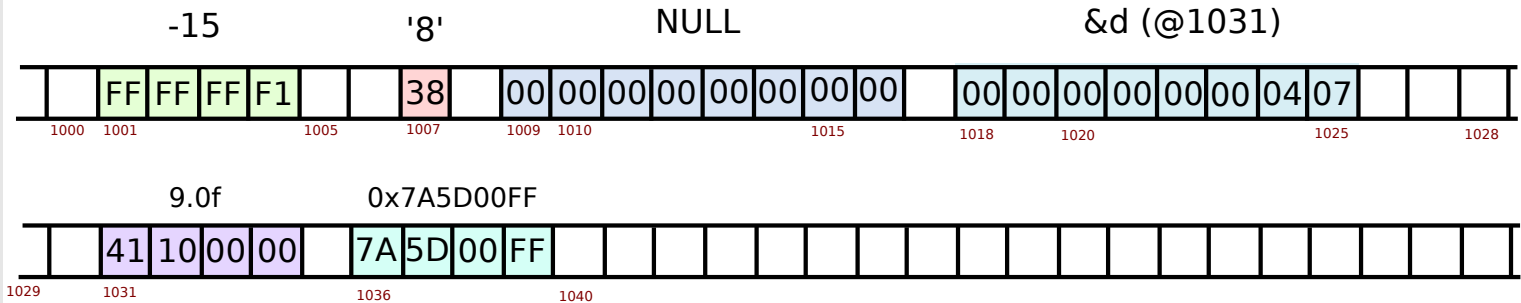 -15 '8' NULL &d (@1031)
FF FF FF F1 38 00 00 00 00 00 00 00 00 00 00 00 00 00 00 04 07
1000 1001 1005 1007 1009 1010 1015 1018 1020 1025 1028
9.0f 0x7A5D00FF
41 10 00 00 7A 5D 00 FF
1029 1031 1036 1040